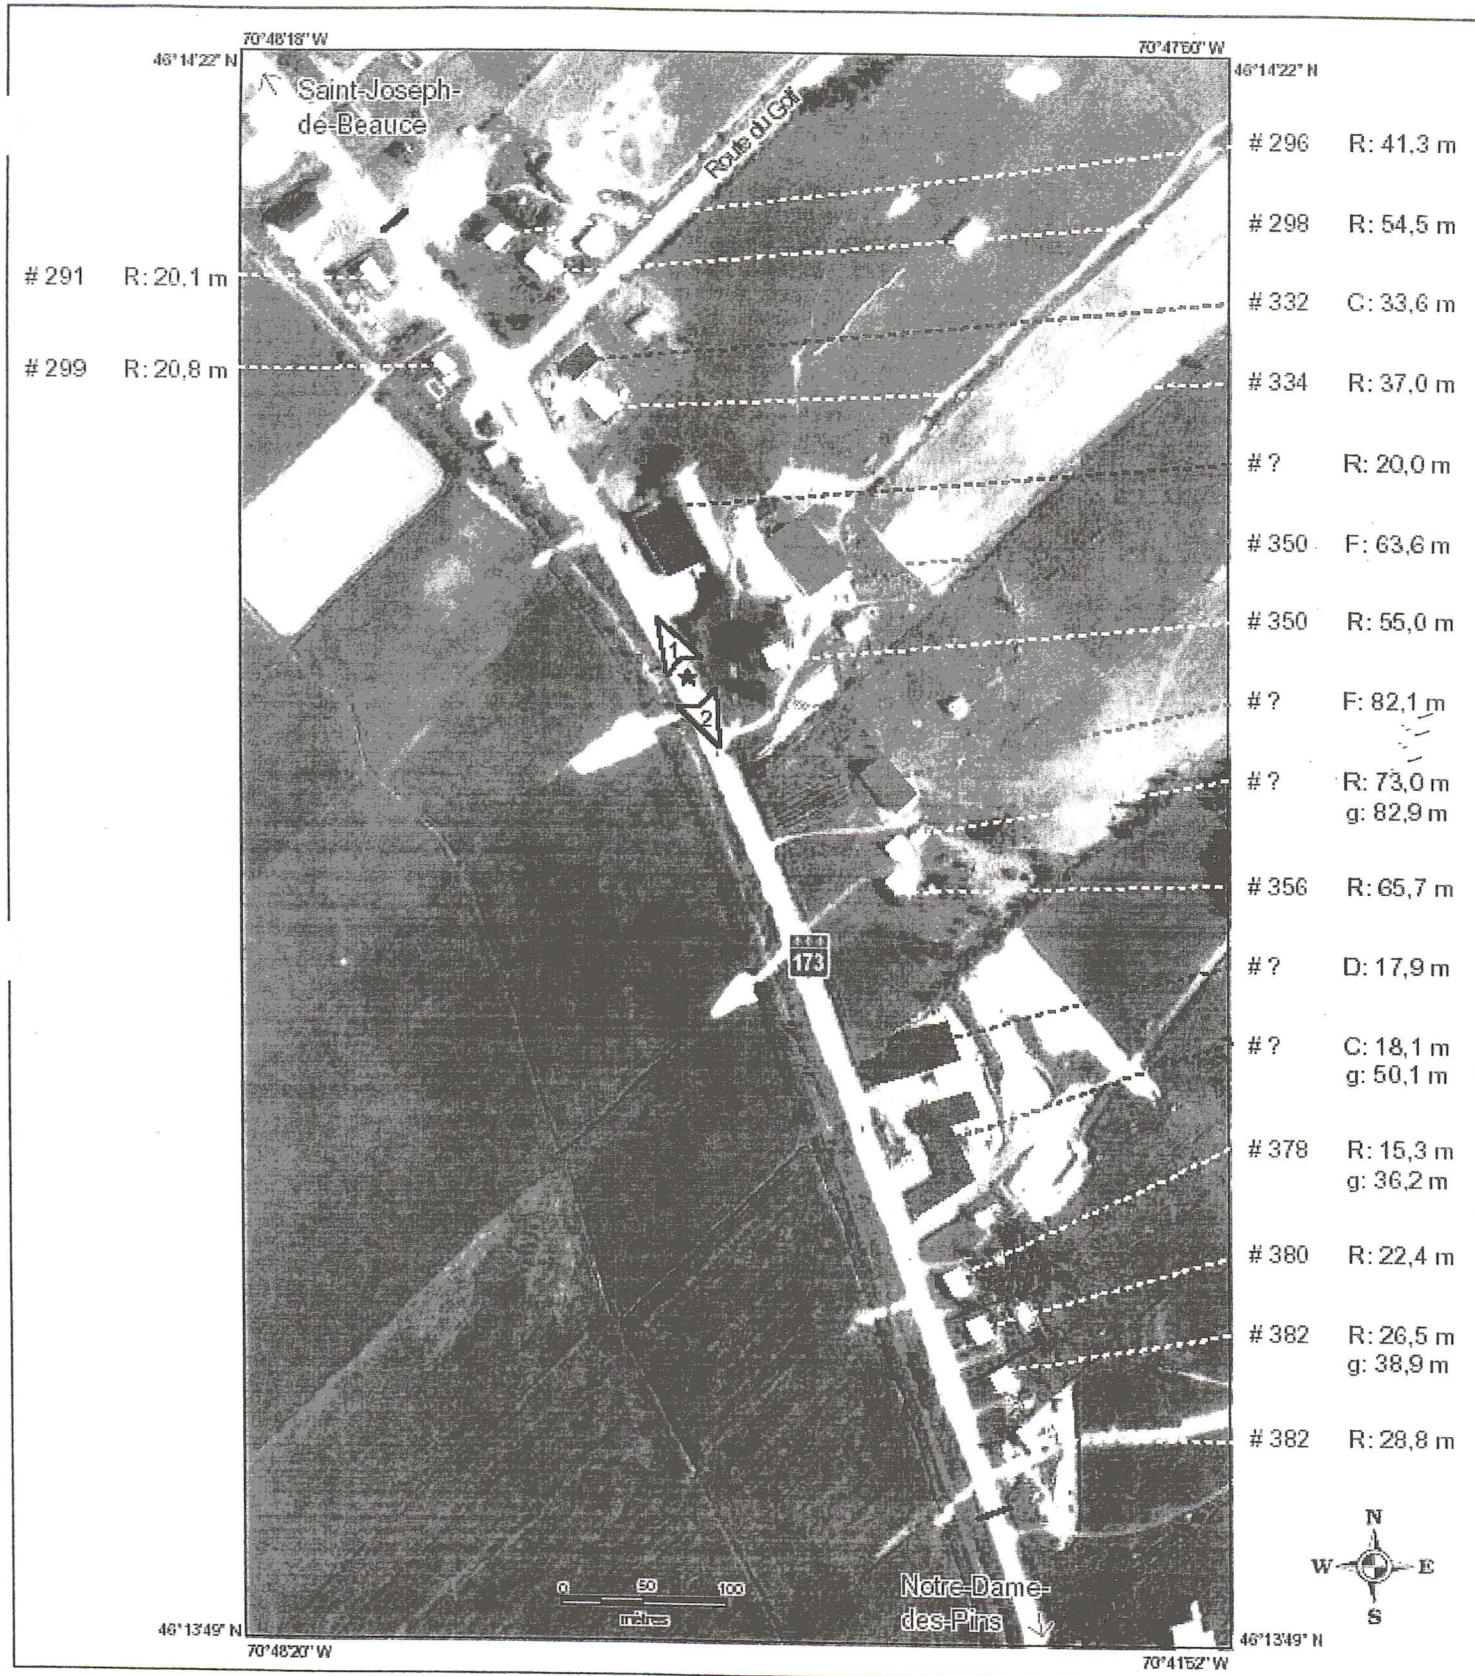 70°48'18" W
70°47'60" W
46°14'22" N
46°14'22" N
Saint-Joseph-
de-Beauce
Route du Golf
# 296 R: 41,3 m
# 298 R: 54,5 m
# 291 R: 20,1 m
# 332 C: 33,6 m
# 299 R: 20,8 m
# 334 R: 37,0 m
# ? R: 20,0 m
# 350 F: 63,6 m
# 350 R: 55,0 m
1
2
# ? F: 82,1 m
# ? R: 73,0 m
g: 82,9 m
# 356 R: 65,7 m
173
# ? D: 17,9 m
# ? C: 18,1 m
g: 50,1 m
# 378 R: 15,3 m
g: 36,2 m
# 380 R: 22,4 m
# 382 R: 26,5 m
g: 38,9 m
# 382 R: 28,8 m
N
W E
S
0 50 100
mètres
Notre-Dame-
des-Pins
46°13'49" N
46°13'49" N
70°48'20" W
70°41'52" W